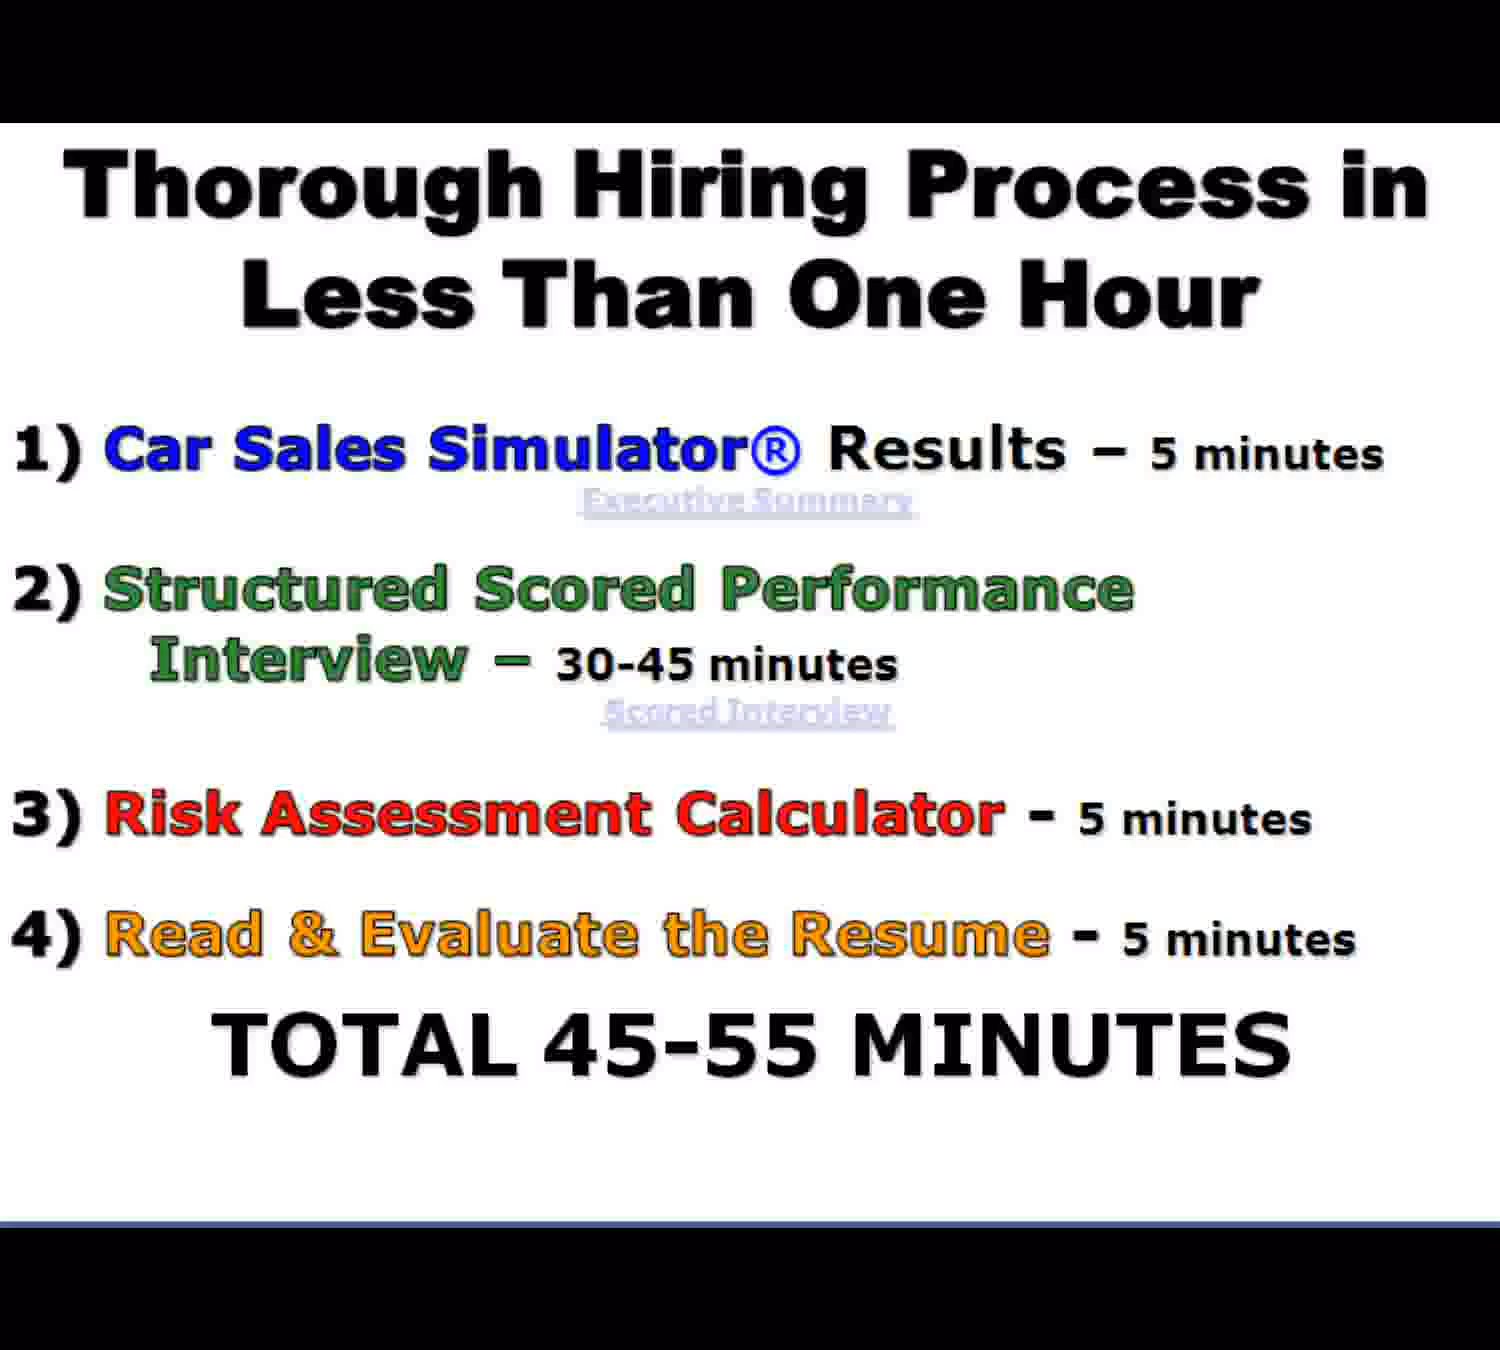 Thorough Hiring Process in
Less Than One Hour
1) Car Sales Simulator® Results – 5 minutes
Executive Summary
2) Structured Scored Performance
Interview – 30-45 minutes
Scored Interview
3) Risk Assessment Calculator - 5 minutes
4) Read & Evaluate the Resume - 5 minutes
TOTAL 45-55 MINUTES